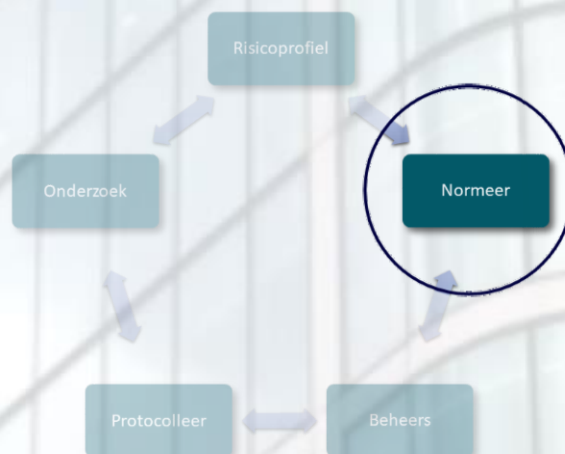 Risicoprofiel
Onderzoek
Normeer
Protocolleer
Beheers